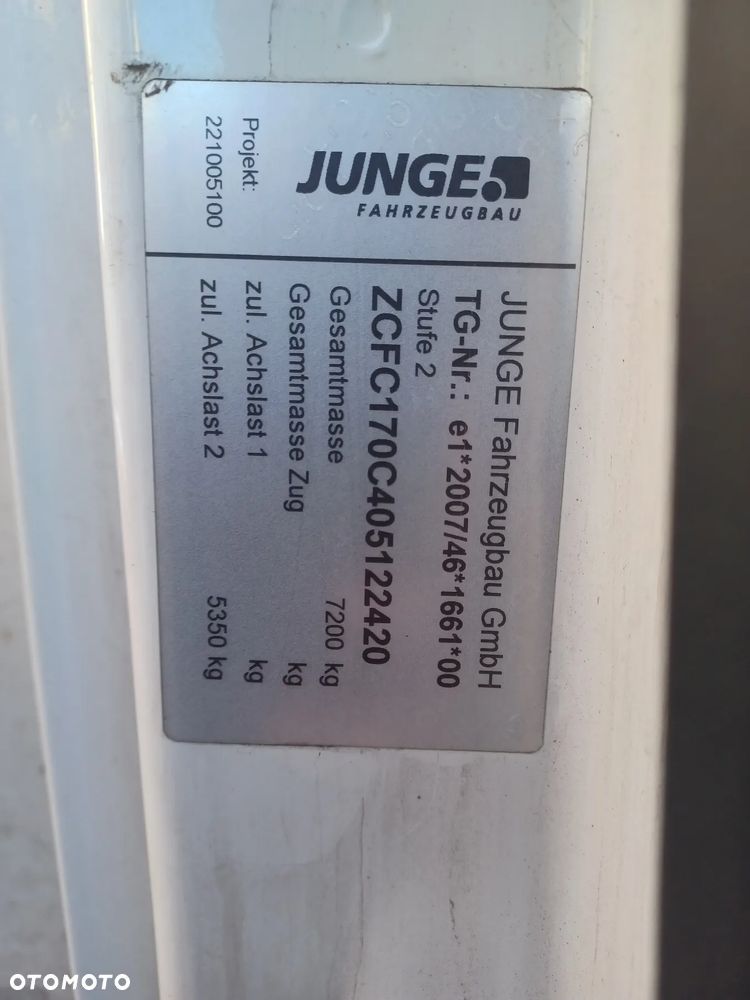 JUNGE
FAHRZEUGBAU
Projekt:
221005100
JUNGE Fahrzeugbau GmbH
TG-Nr.: e1*2007/46*1661*00
Stufe 2
ZCFC170C405122420
Gesamtmasse 7200 kg
Gesamtmasse Zug kg
zul. Achslast 1 kg
zul. Achslast 2 5350 kg
OTOMOTO